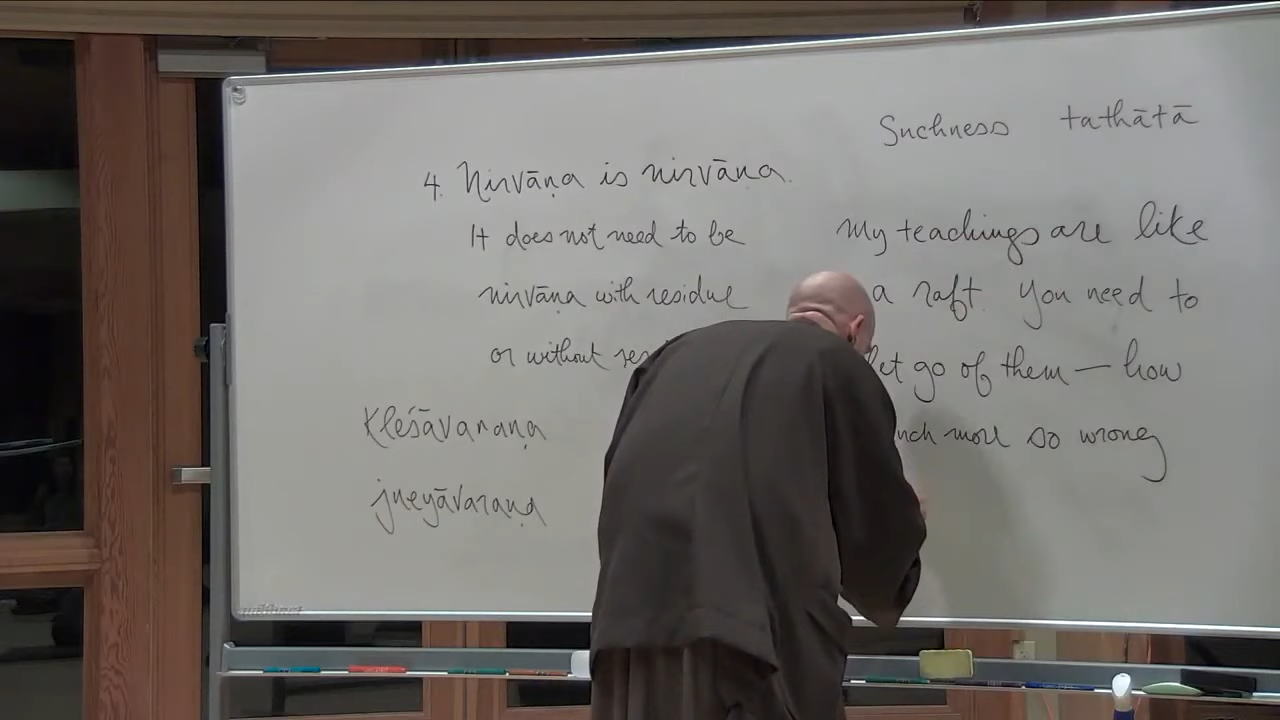 Suchness tathātā
4. Nirvāṇa is nirvāṇa.
It does not need to be
nirvāṇa with residue
or without
My teachings are like
a raft. You need to
let go of them — how
more so wrong
Kleśāvaraṇa
jneyāvaraṇa